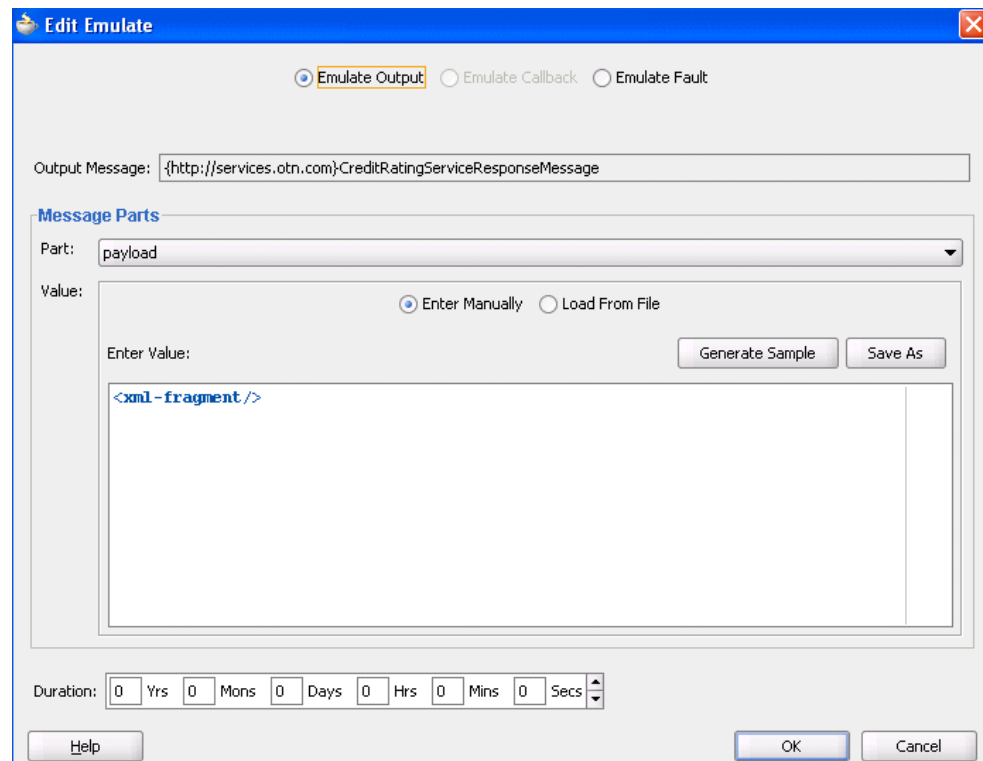 Edit Emulate
Emulate Output Emulate Callback Emulate Fault
Output Message: {http://services.otn.com}CreditRatingServiceResponseMessage
Message Parts
Part: payload
Value: Enter Manually Load From File
Enter Value: Generate Sample Save As
<xml-fragment/>
Duration: 0 Yrs 0 Mons 0 Days 0 Hrs 0 Mins 0 Secs
Help OK Cancel